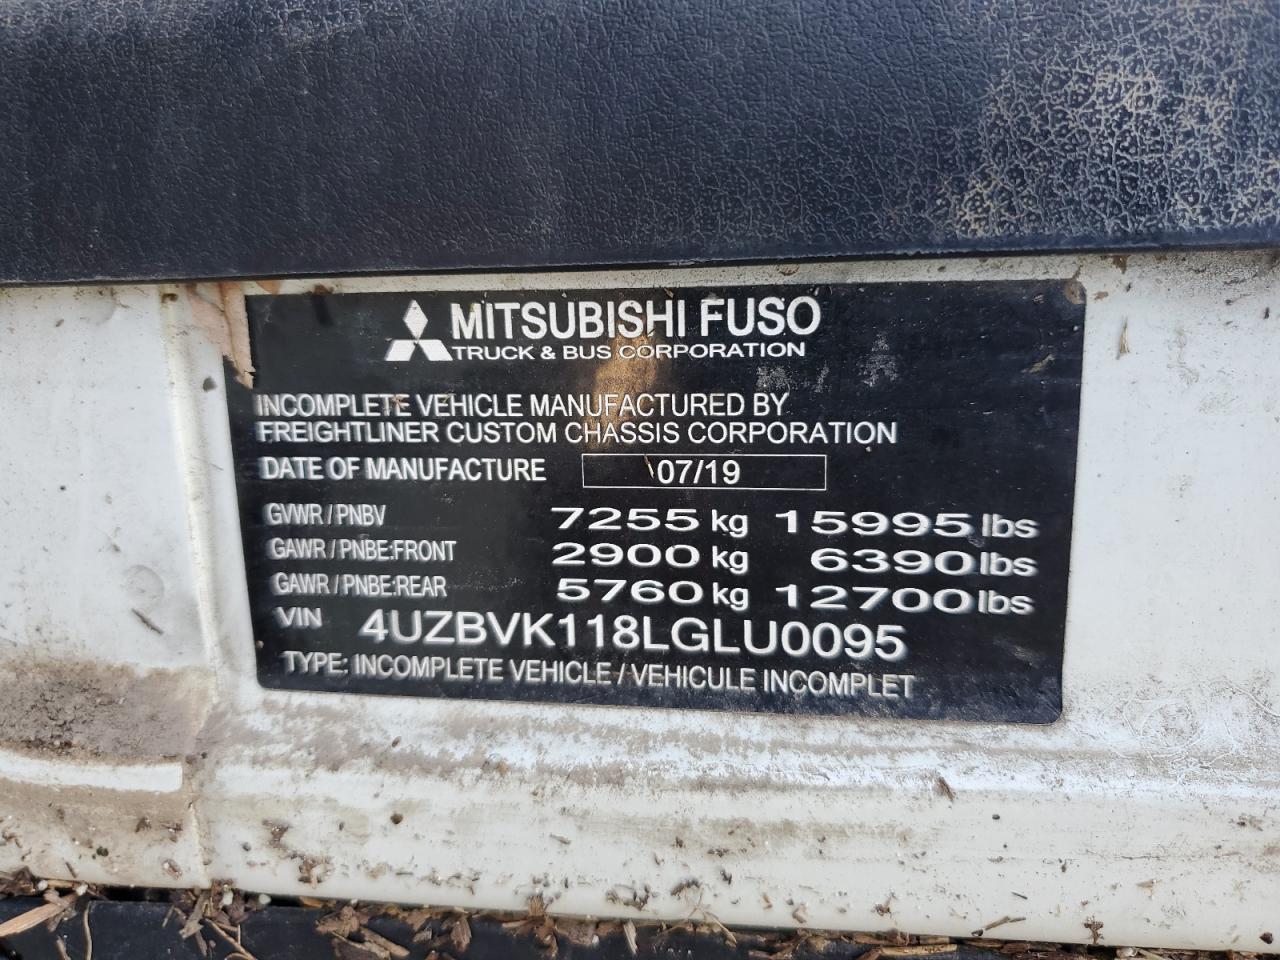 MITSUBISHI FUSO
TRUCK & BUS CORPORATION
INCOMPLETE VEHICLE MANUFACTURED BY
FREIGHTLINER CUSTOM CHASSIS CORPORATION
DATE OF MANUFACTURE 07/19
GVWR / PNBV 7255 kg 15995 lbs
GAWR / PNBE:FRONT 2900 kg 6390 lbs
GAWR / PNBE:REAR 5760 kg 12700 lbs
VIN 4UZBVK118LGLU0095
TYPE: INCOMPLETE VEHICLE / VEHICULE INCOMPLET